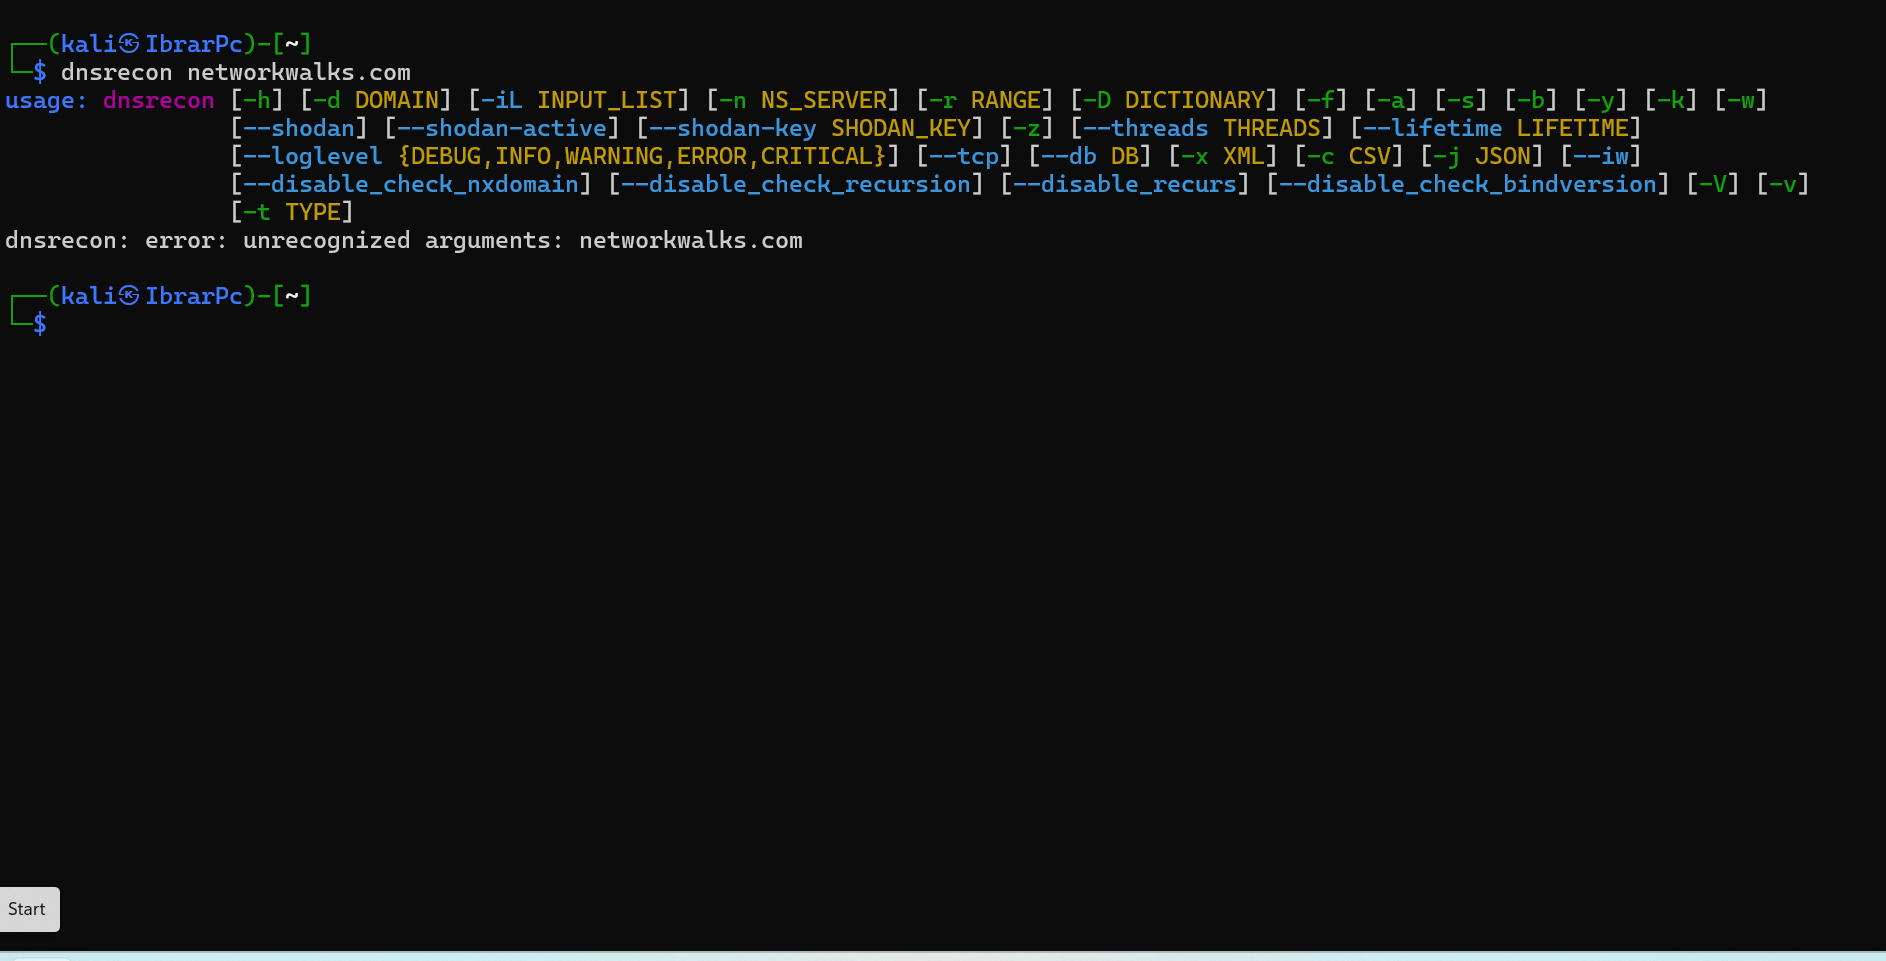 ┌──(kali㉿IbrarPc)-[~]
└─$ dnsrecon networkwalks.com
usage: dnsrecon [-h] [-d DOMAIN] [-iL INPUT_LIST] [-n NS_SERVER] [-r RANGE] [-D DICTIONARY] [-f] [-a] [-s] [-b] [-y] [-k] [-w]
[--shodan] [--shodan-active] [--shodan-key SHODAN_KEY] [-z] [--threads THREADS] [--lifetime LIFETIME]
[--loglevel {DEBUG,INFO,WARNING,ERROR,CRITICAL}] [--tcp] [--db DB] [-x XML] [-c CSV] [-j JSON] [--iw]
[--disable_check_nxdomain] [--disable_check_recursion] [--disable_recurs] [--disable_check_bindversion] [-V] [-v]
[-t TYPE]
dnsrecon: error: unrecognized arguments: networkwalks.com
┌──(kali㉿IbrarPc)-[~]
└─$
Start